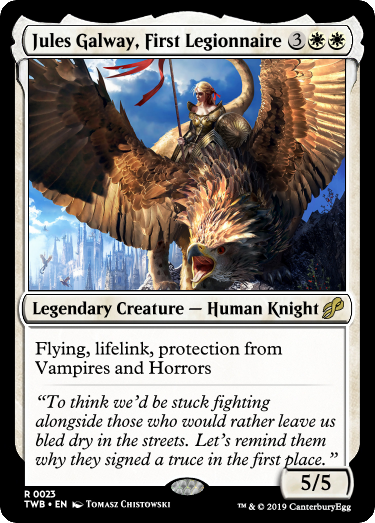 Jules Galway, First Legionnaire 3
Legendary Creature — Human Knight
Flying, lifelink, protection from
Vampires and Horrors
“To think we’d be stuck fighting
alongside those who would rather leave us
bled dry in the streets. Let’s remind them
why they signed a truce in the first place.”
5/5
R 0023
TWB • EN Tomasz Chistowski
™ & © 2019 CanterburyEgg